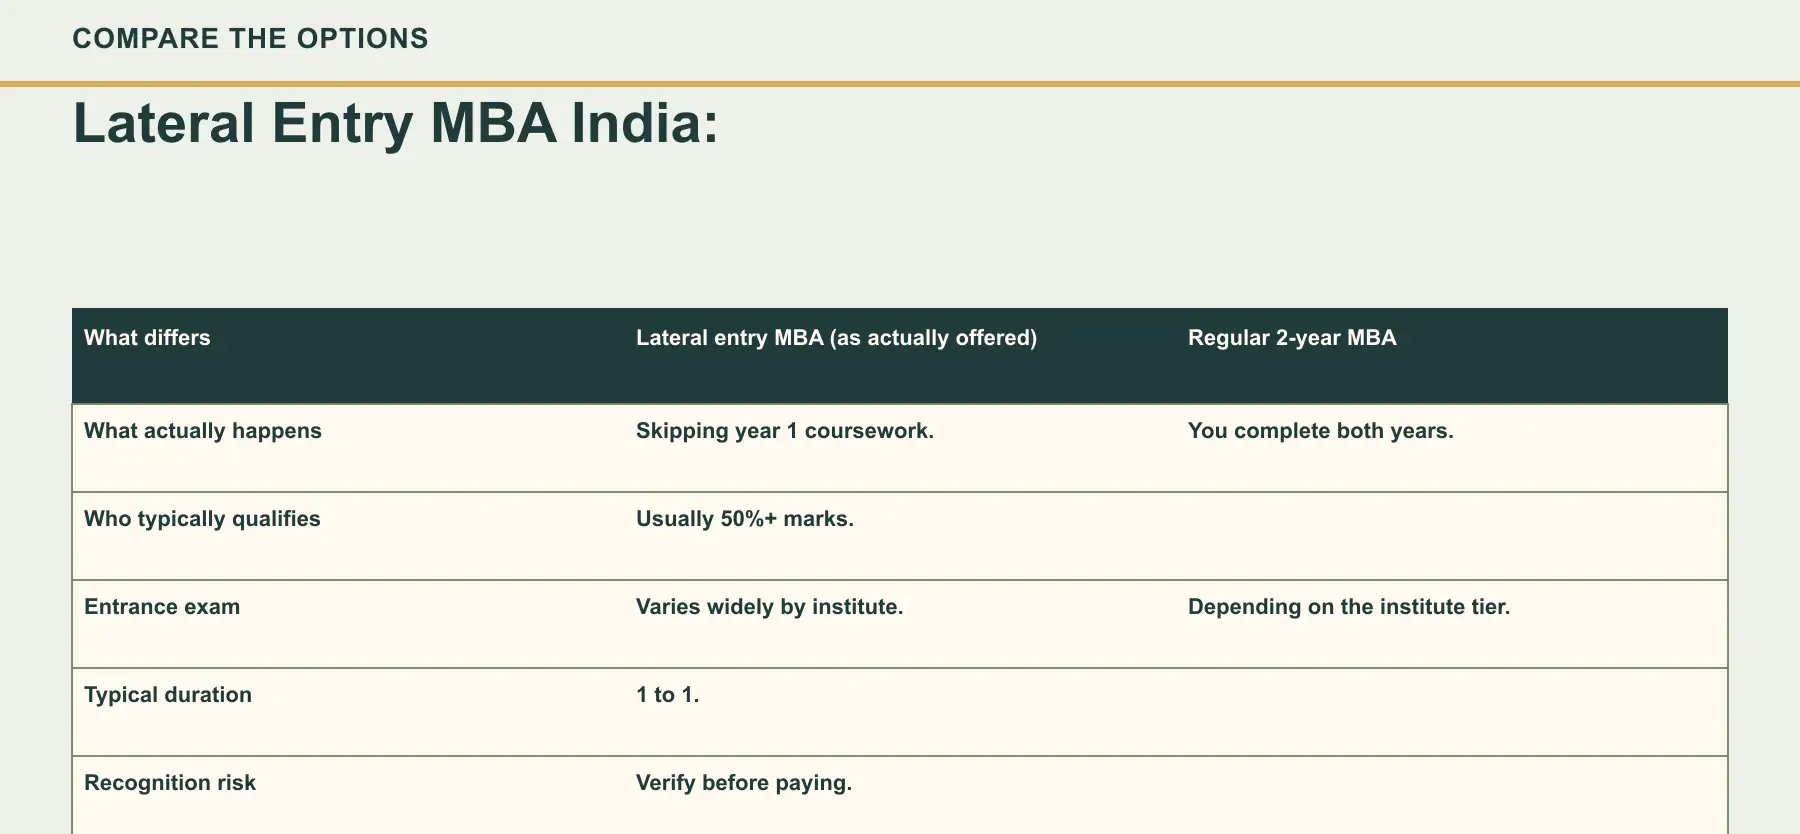 COMPARE THE OPTIONS
Lateral Entry MBA India:
What differs
Lateral entry MBA (as actually offered)
Regular 2-year MBA
What actually happens
Skipping year 1 coursework.
You complete both years.
Who typically qualifies
Usually 50%+ marks.
Entrance exam
Varies widely by institute.
Depending on the institute tier.
Typical duration
1 to 1.
Recognition risk
Verify before paying.